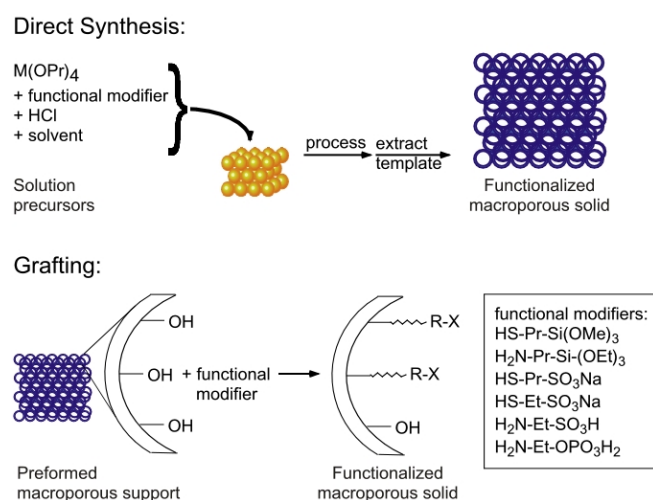 Direct Synthesis:
M(OPr)₄
+ functional modifier
+ HCl
+ solvent
Solution
precursors
process
extract
template
Functionalized
macroporous solid
Grafting:
OH
OH
OH
+ functional
modifier
R-X
R-X
OH
Preformed
macroporous support
Functionalized
macroporous solid
functional modifiers:
HS-Pr-Si(OMe)₃
H₂N-Pr-Si-(OEt)₃
HS-Pr-SO₃Na
HS-Et-SO₃Na
H₂N-Et-SO₃H
H₂N-Et-OPO₃H₂